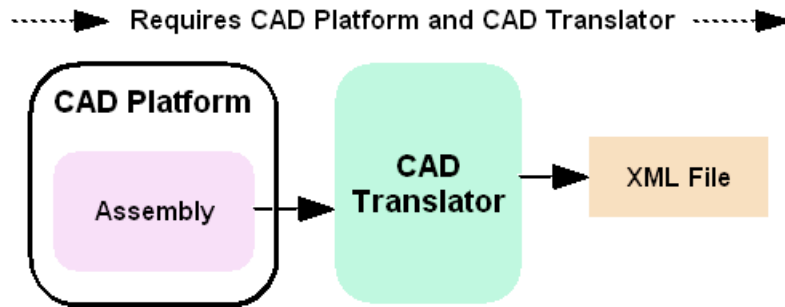 Requires CAD Platform and CAD Translator
CAD Platform
Assembly
CAD
Translator
XML File